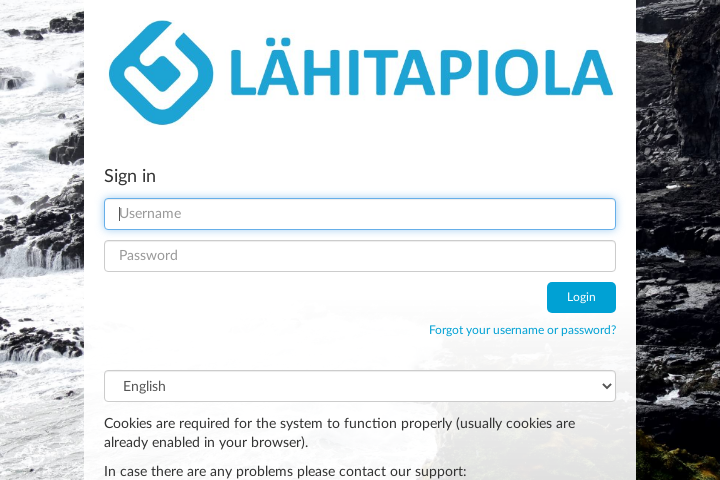 LÄHITAPIOLA
Sign in
Username
Password
Login
Forgot your username or password?
English
Cookies are required for the system to function properly (usually cookies are
already enabled in your browser).
In case there are any problems please contact our support: